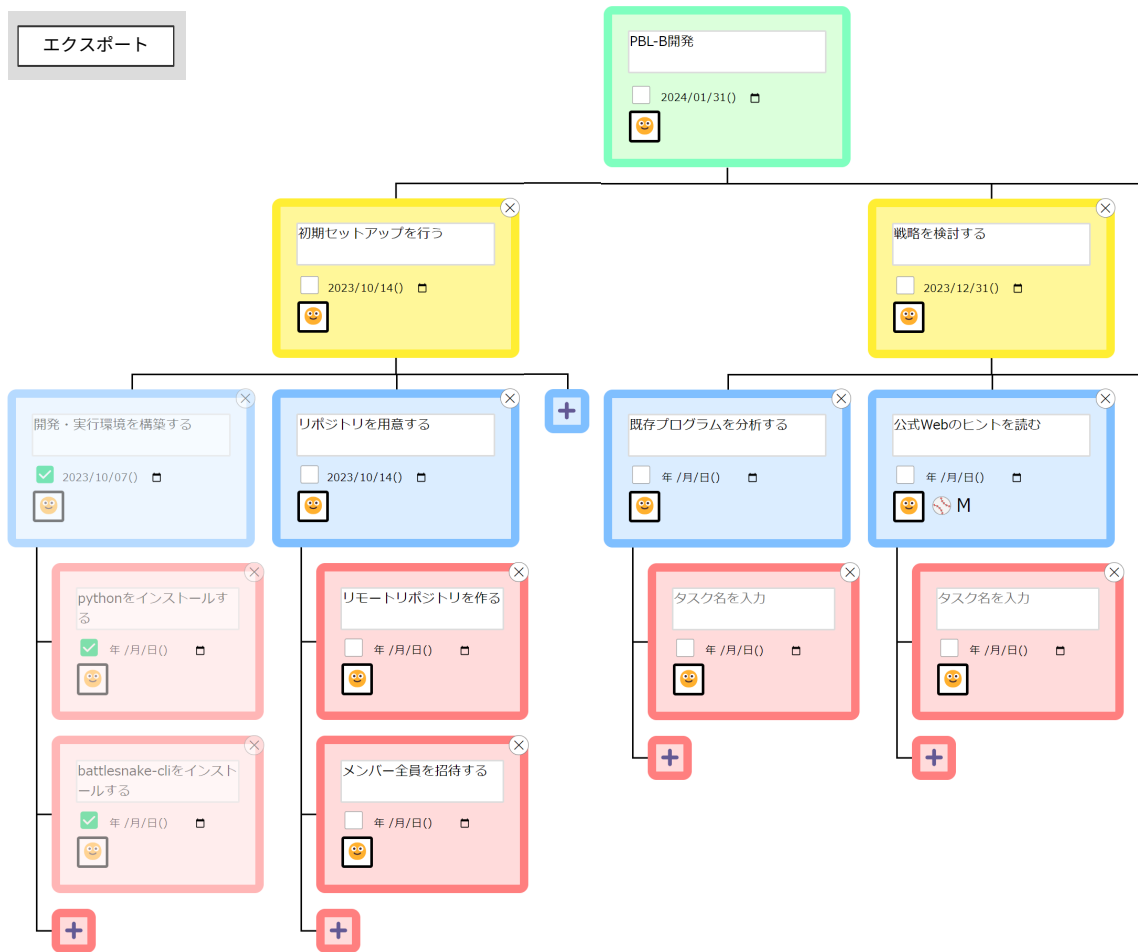 エクスポート
PBL-B開発
2024/01/31()
初期セットアップを行う
2023/10/14()
戦略を検討する
2023/12/31()
開発・実行環境を構築する
2023/10/07()
リポジトリを用意する
2023/10/14()
既存プログラムを分析する
年 /月/日()
公式Webのヒントを読む
年 /月/日()
M
pythonをインストールす
る
年 /月/日()
リモートリポジトリを作る
年 /月/日()
タスク名を入力
年 /月/日()
タスク名を入力
年 /月/日()
battlesnake-cliをインスト
ールする
年 /月/日()
メンバー全員を招待する
年 /月/日()